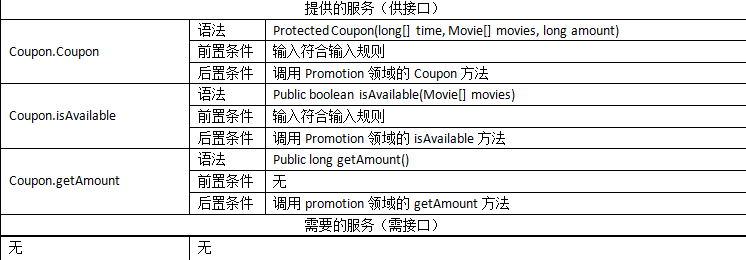 提供的服务（供接口）
Coupon.Coupon
语法 Protected Coupon(long[] time, Movie[] movies, long amount)
前置条件 输入符合输入规则
后置条件 调用 Promotion 领域的 Coupon 方法
Coupon.isAvailable
语法 Public boolean isAvailable(Movie[] movies)
前置条件 输入符合输入规则
后置条件 调用 Promotion 领域的 isAvailable 方法
Coupon.getAmount
语法 Public long getAmount()
前置条件 无
后置条件 调用 promotion 领域的 getAmount 方法
需要的服务（需接口）
无 无